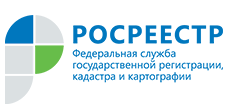 РОСРЕЕСТР
Федеральная служба
государственной регистрации,
кадастра и картографии